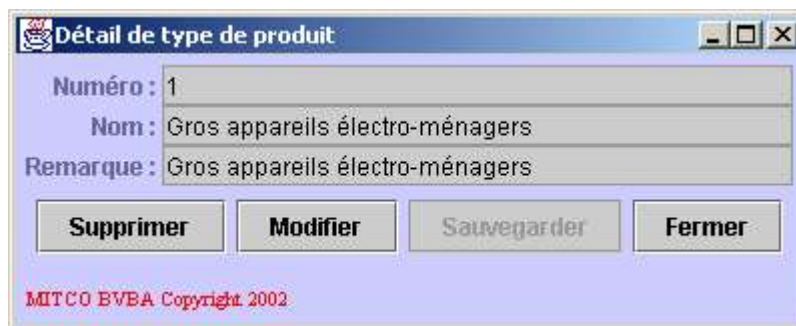 Détail de type de produit
Numéro : 1
Nom : Gros appareils électro-ménagers
Remarque : Gros appareils électro-ménagers
Supprimer Modifier Sauvegarder Fermer
MITCO BVBA Copyright 2002